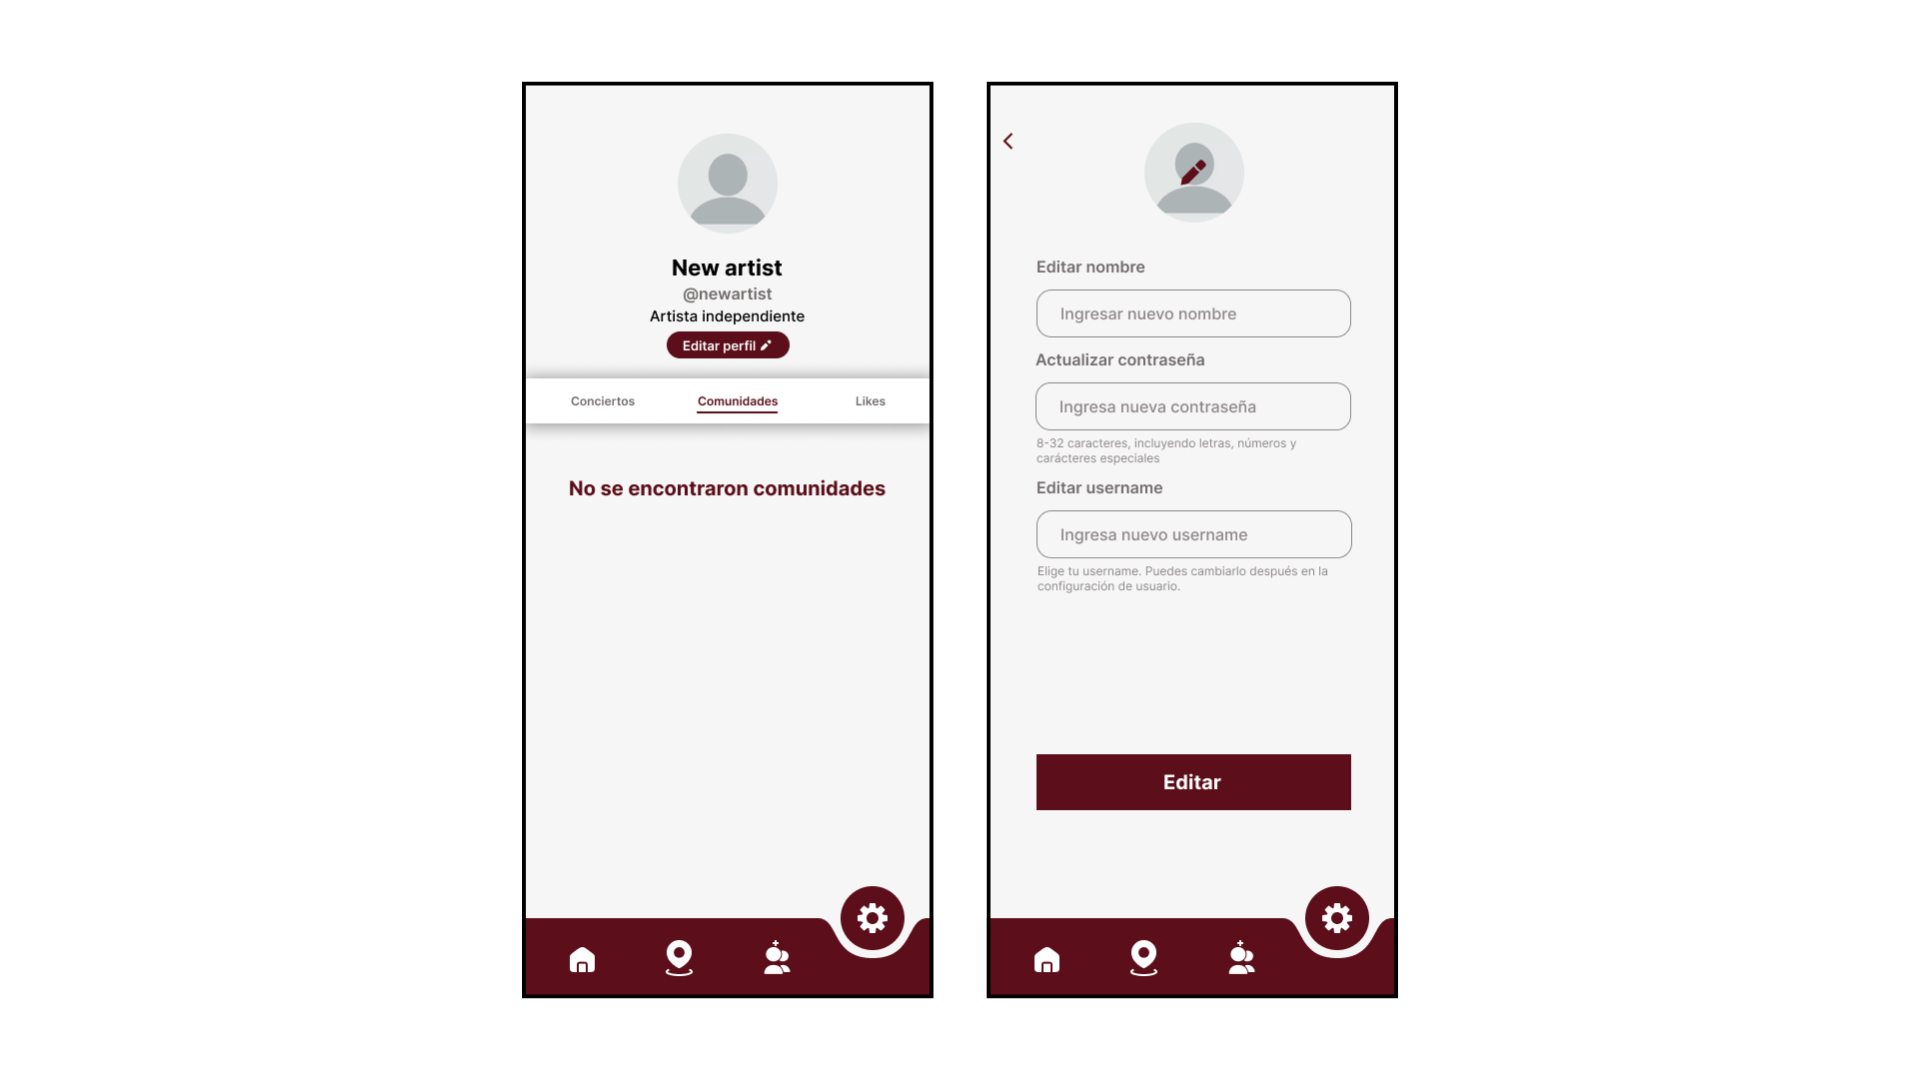 New artist
@newartist
Artista independiente
Editar perfil
Conciertos
Comunidades
Likes
No se encontraron comunidades
Editar nombre
Ingresar nuevo nombre
Actualizar contraseña
Ingresa nueva contraseña
8-32 caracteres, incluyendo letras, números y
carácteres especiales
Editar username
Ingresa nuevo username
Elige tu username. Puedes cambiarlo después en la
configuración de usuario.
Editar